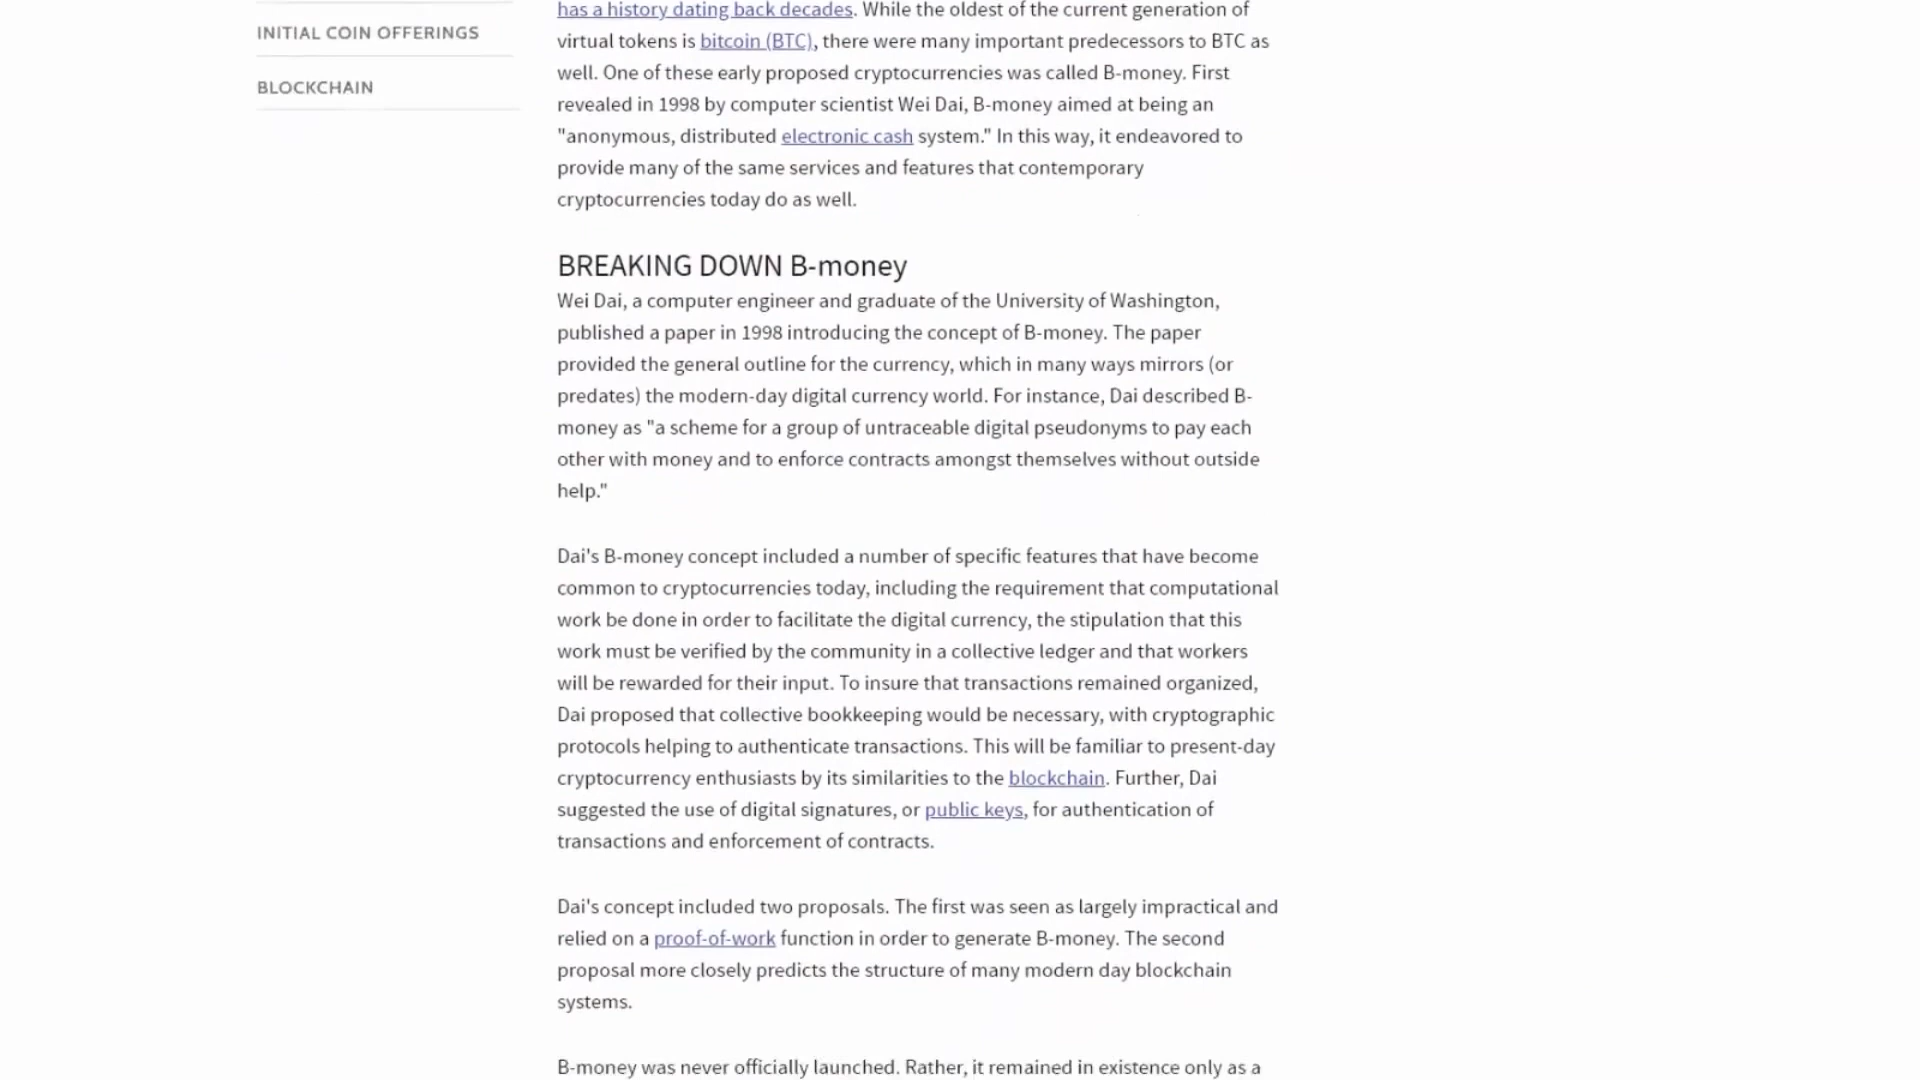 INITIAL COIN OFFERINGS
BLOCKCHAIN
has a history dating back decades. While the oldest of the current generation of
virtual tokens is bitcoin (BTC), there were many important predecessors to BTC as
well. One of these early proposed cryptocurrencies was called B-money. First
revealed in 1998 by computer scientist Wei Dai, B-money aimed at being an
"anonymous, distributed electronic cash system." In this way, it endeavored to
provide many of the same services and features that contemporary
cryptocurrencies today do as well.
BREAKING DOWN B-money
Wei Dai, a computer engineer and graduate of the University of Washington,
published a paper in 1998 introducing the concept of B-money. The paper
provided the general outline for the currency, which in many ways mirrors (or
predates) the modern-day digital currency world. For instance, Dai described B-
money as "a scheme for a group of untraceable digital pseudonyms to pay each
other with money and to enforce contracts amongst themselves without outside
help."
Dai's B-money concept included a number of specific features that have become
common to cryptocurrencies today, including the requirement that computational
work be done in order to facilitate the digital currency, the stipulation that this
work must be verified by the community in a collective ledger and that workers
will be rewarded for their input. To insure that transactions remained organized,
Dai proposed that collective bookkeeping would be necessary, with cryptographic
protocols helping to authenticate transactions. This will be familiar to present-day
cryptocurrency enthusiasts by its similarities to the blockchain. Further, Dai
suggested the use of digital signatures, or public keys, for authentication of
transactions and enforcement of contracts.
Dai's concept included two proposals. The first was seen as largely impractical and
relied on a proof-of-work function in order to generate B-money. The second
proposal more closely predicts the structure of many modern day blockchain
systems.
B-money was never officially launched. Rather, it remained in existence only as a